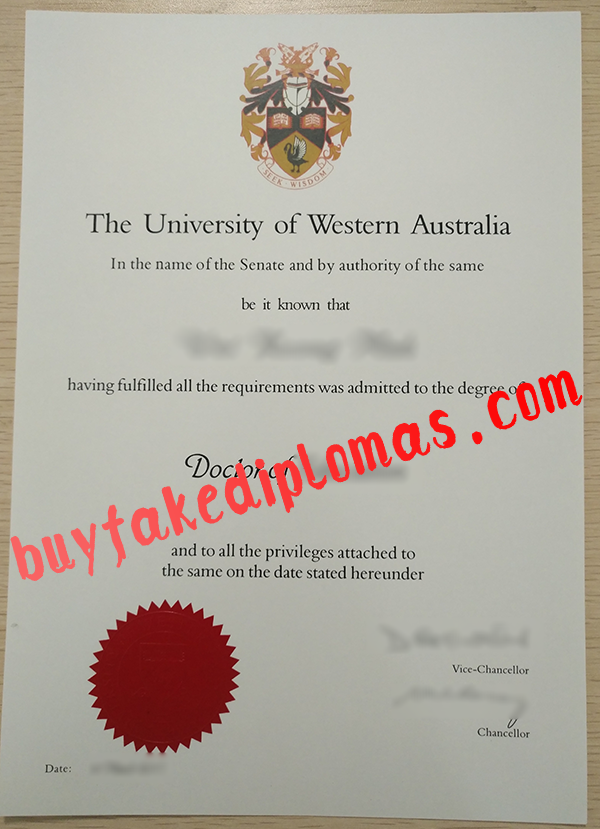 SEEK · WISDOM
The University of Western Australia
In the name of the Senate and by authority of the same
be it known that
having fulfilled all the requirements was admitted to the degree of
Doctor of
buyfakediplomas.com
and to all the privileges attached to
the same on the date stated hereunder
Vice-Chancellor
Chancellor
Date: